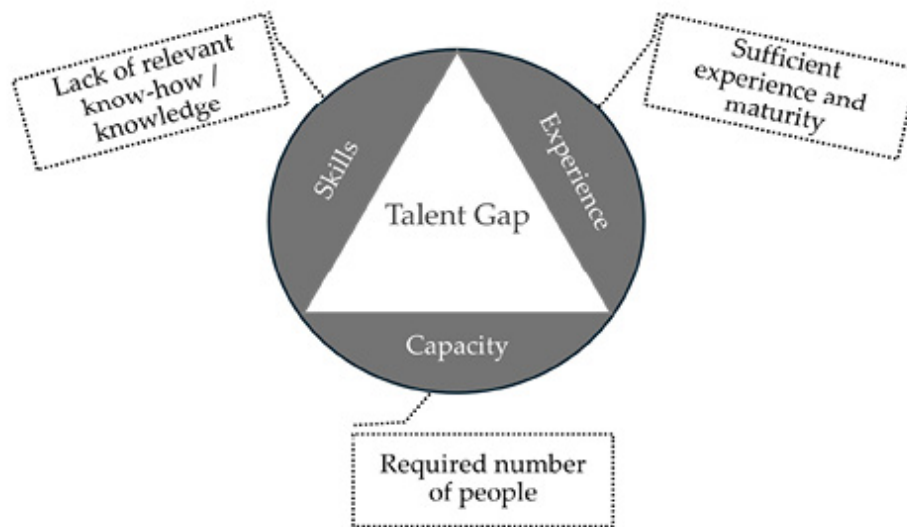 Lack of relevant
know-how /
knowledge
Sufficient
experience and
maturity
Skills
Experience
Talent Gap
Capacity
Required number
of people